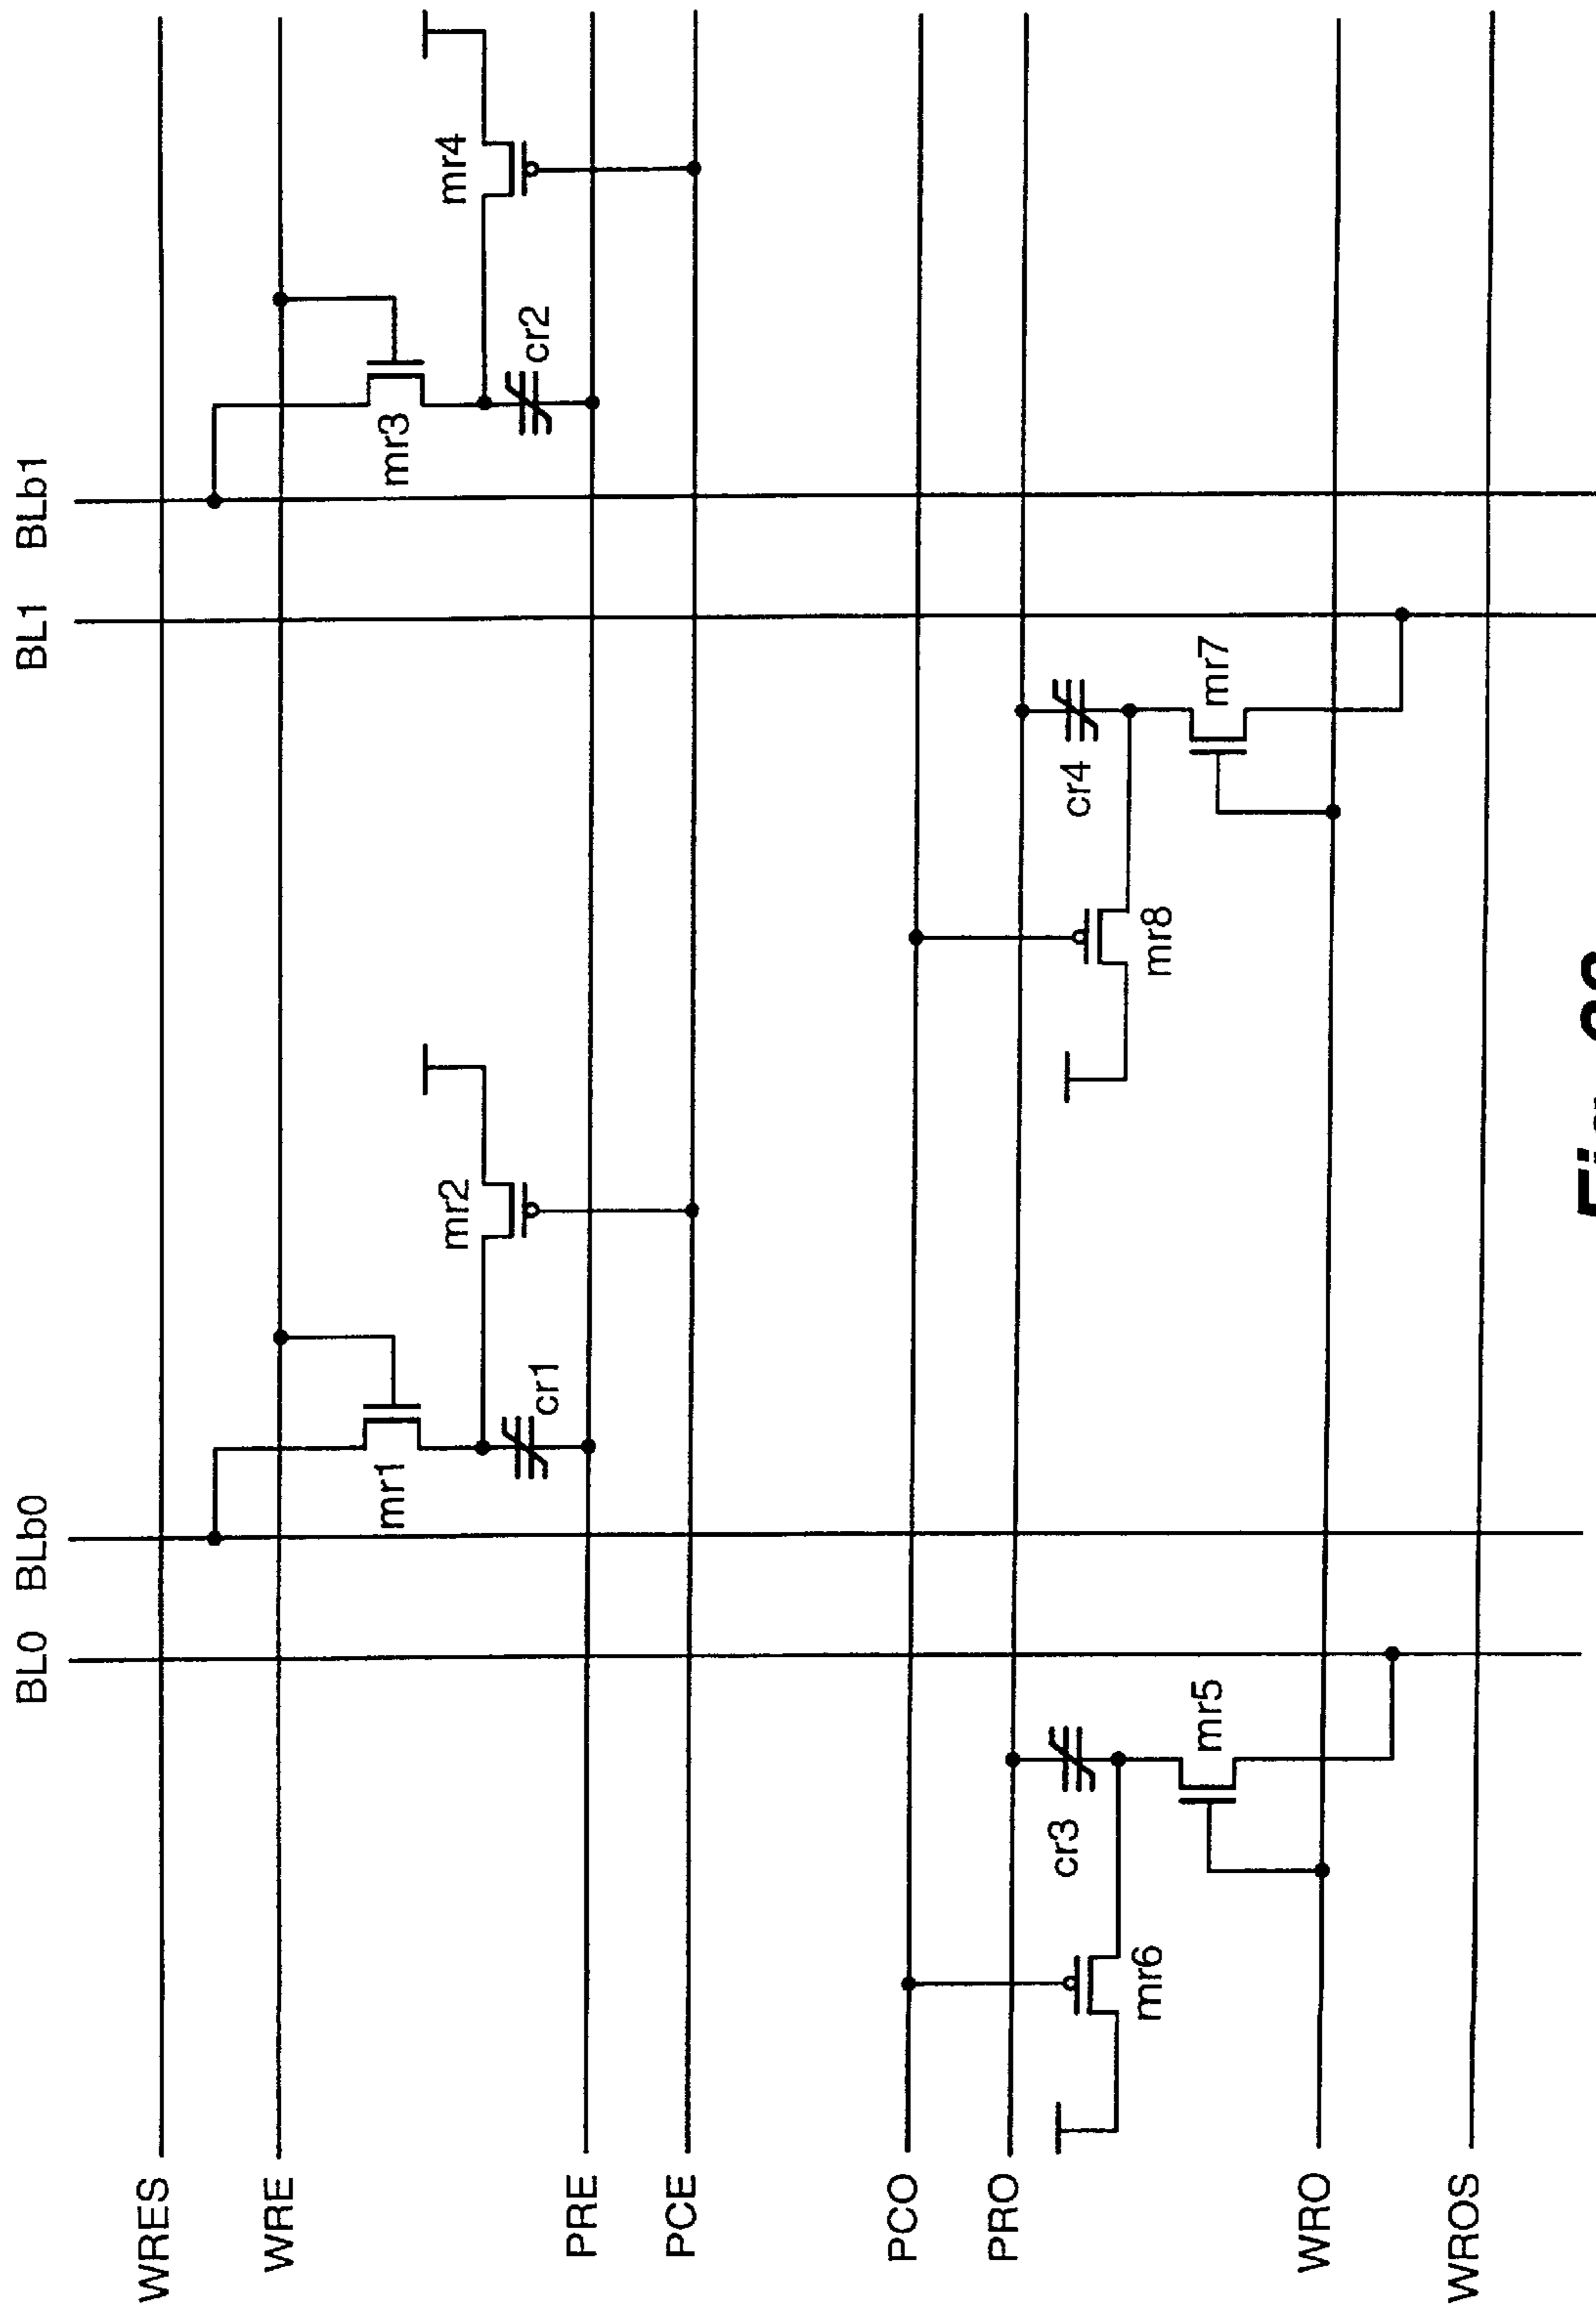 BL0 BLb0 BL1 BLb1
WRES
WRE
mr1
mr2
mr3
mr4
cr1
cr2
PRE
PCE
PCO
PRO
cr3
cr4
mr6
mr5
mr8
mr7
WRO
WROS